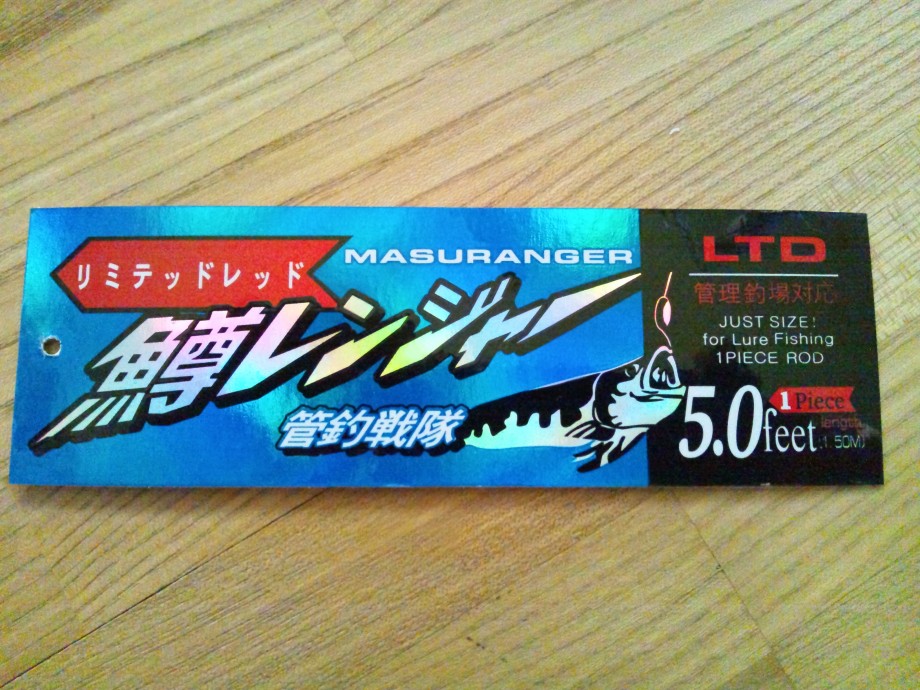 リミテッドレッド
MASURANGER
鱒レンジャー
管釣戦隊
LTD
管理釣場対応
JUST SIZE!
for Lure Fishing
1PIECE ROD
1 Piece
5.0feet
length
(1.50M)